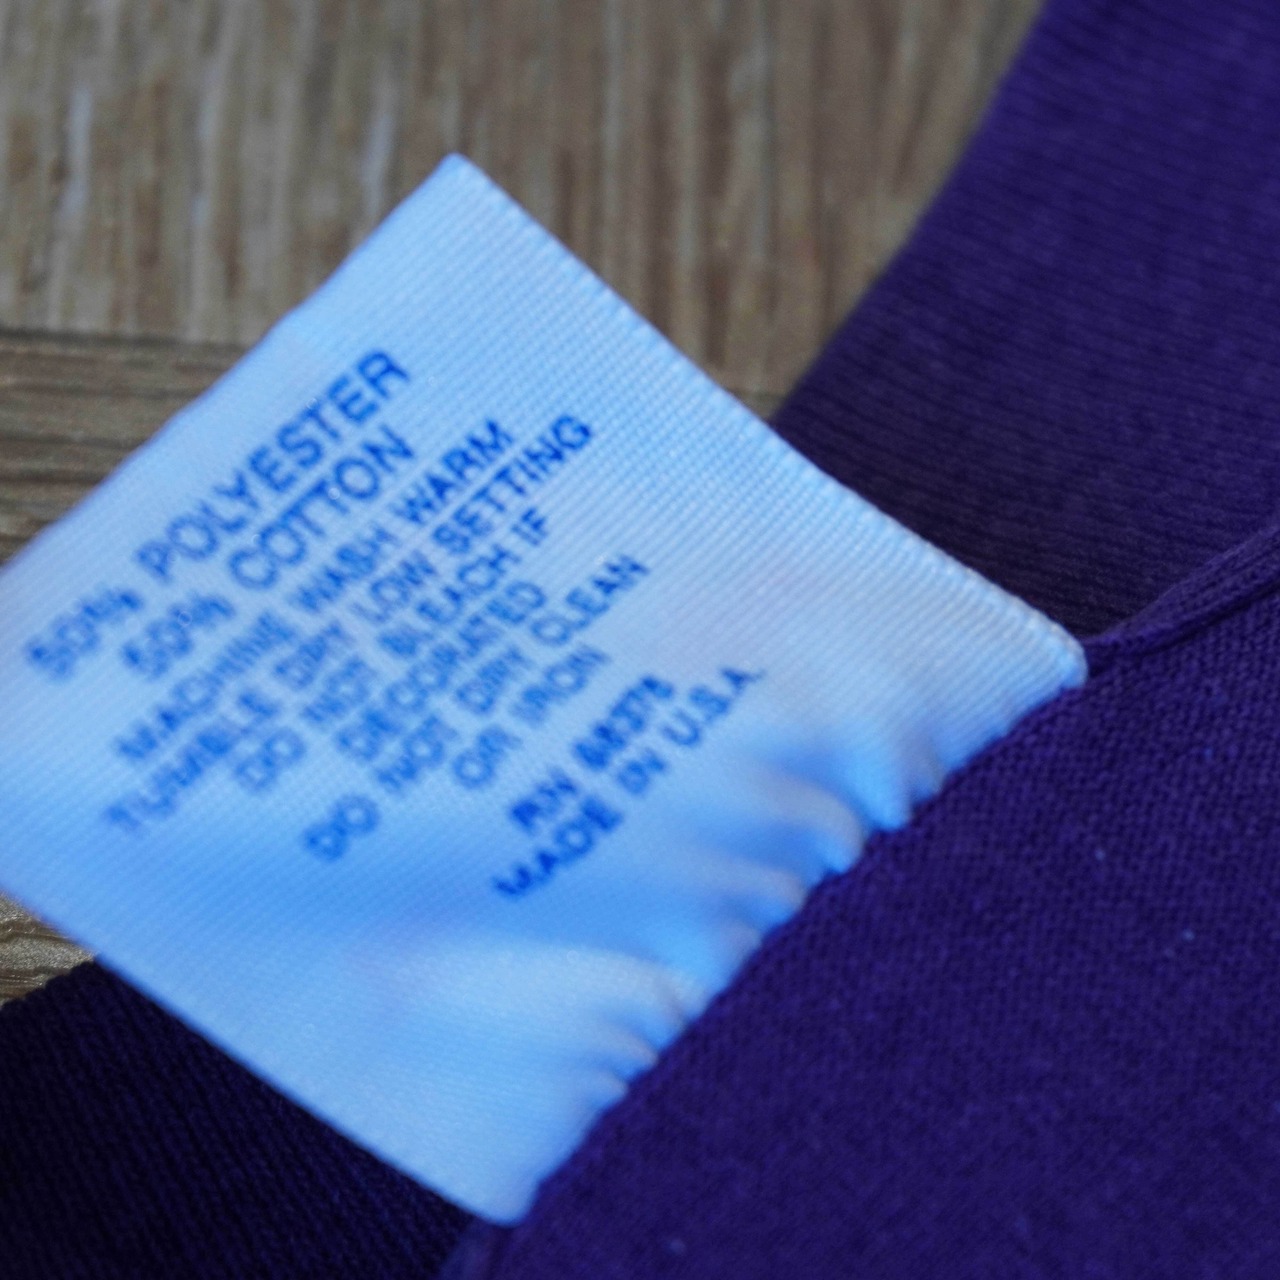 50% POLYESTER
50% COTTON
MACHINE WASH WARM
TUMBLE DRY LOW SETTING
DO NOT BLEACH IF
DECORATED
DO NOT DRY CLEAN
OR IRON
RN
MADE IN U.S.A.